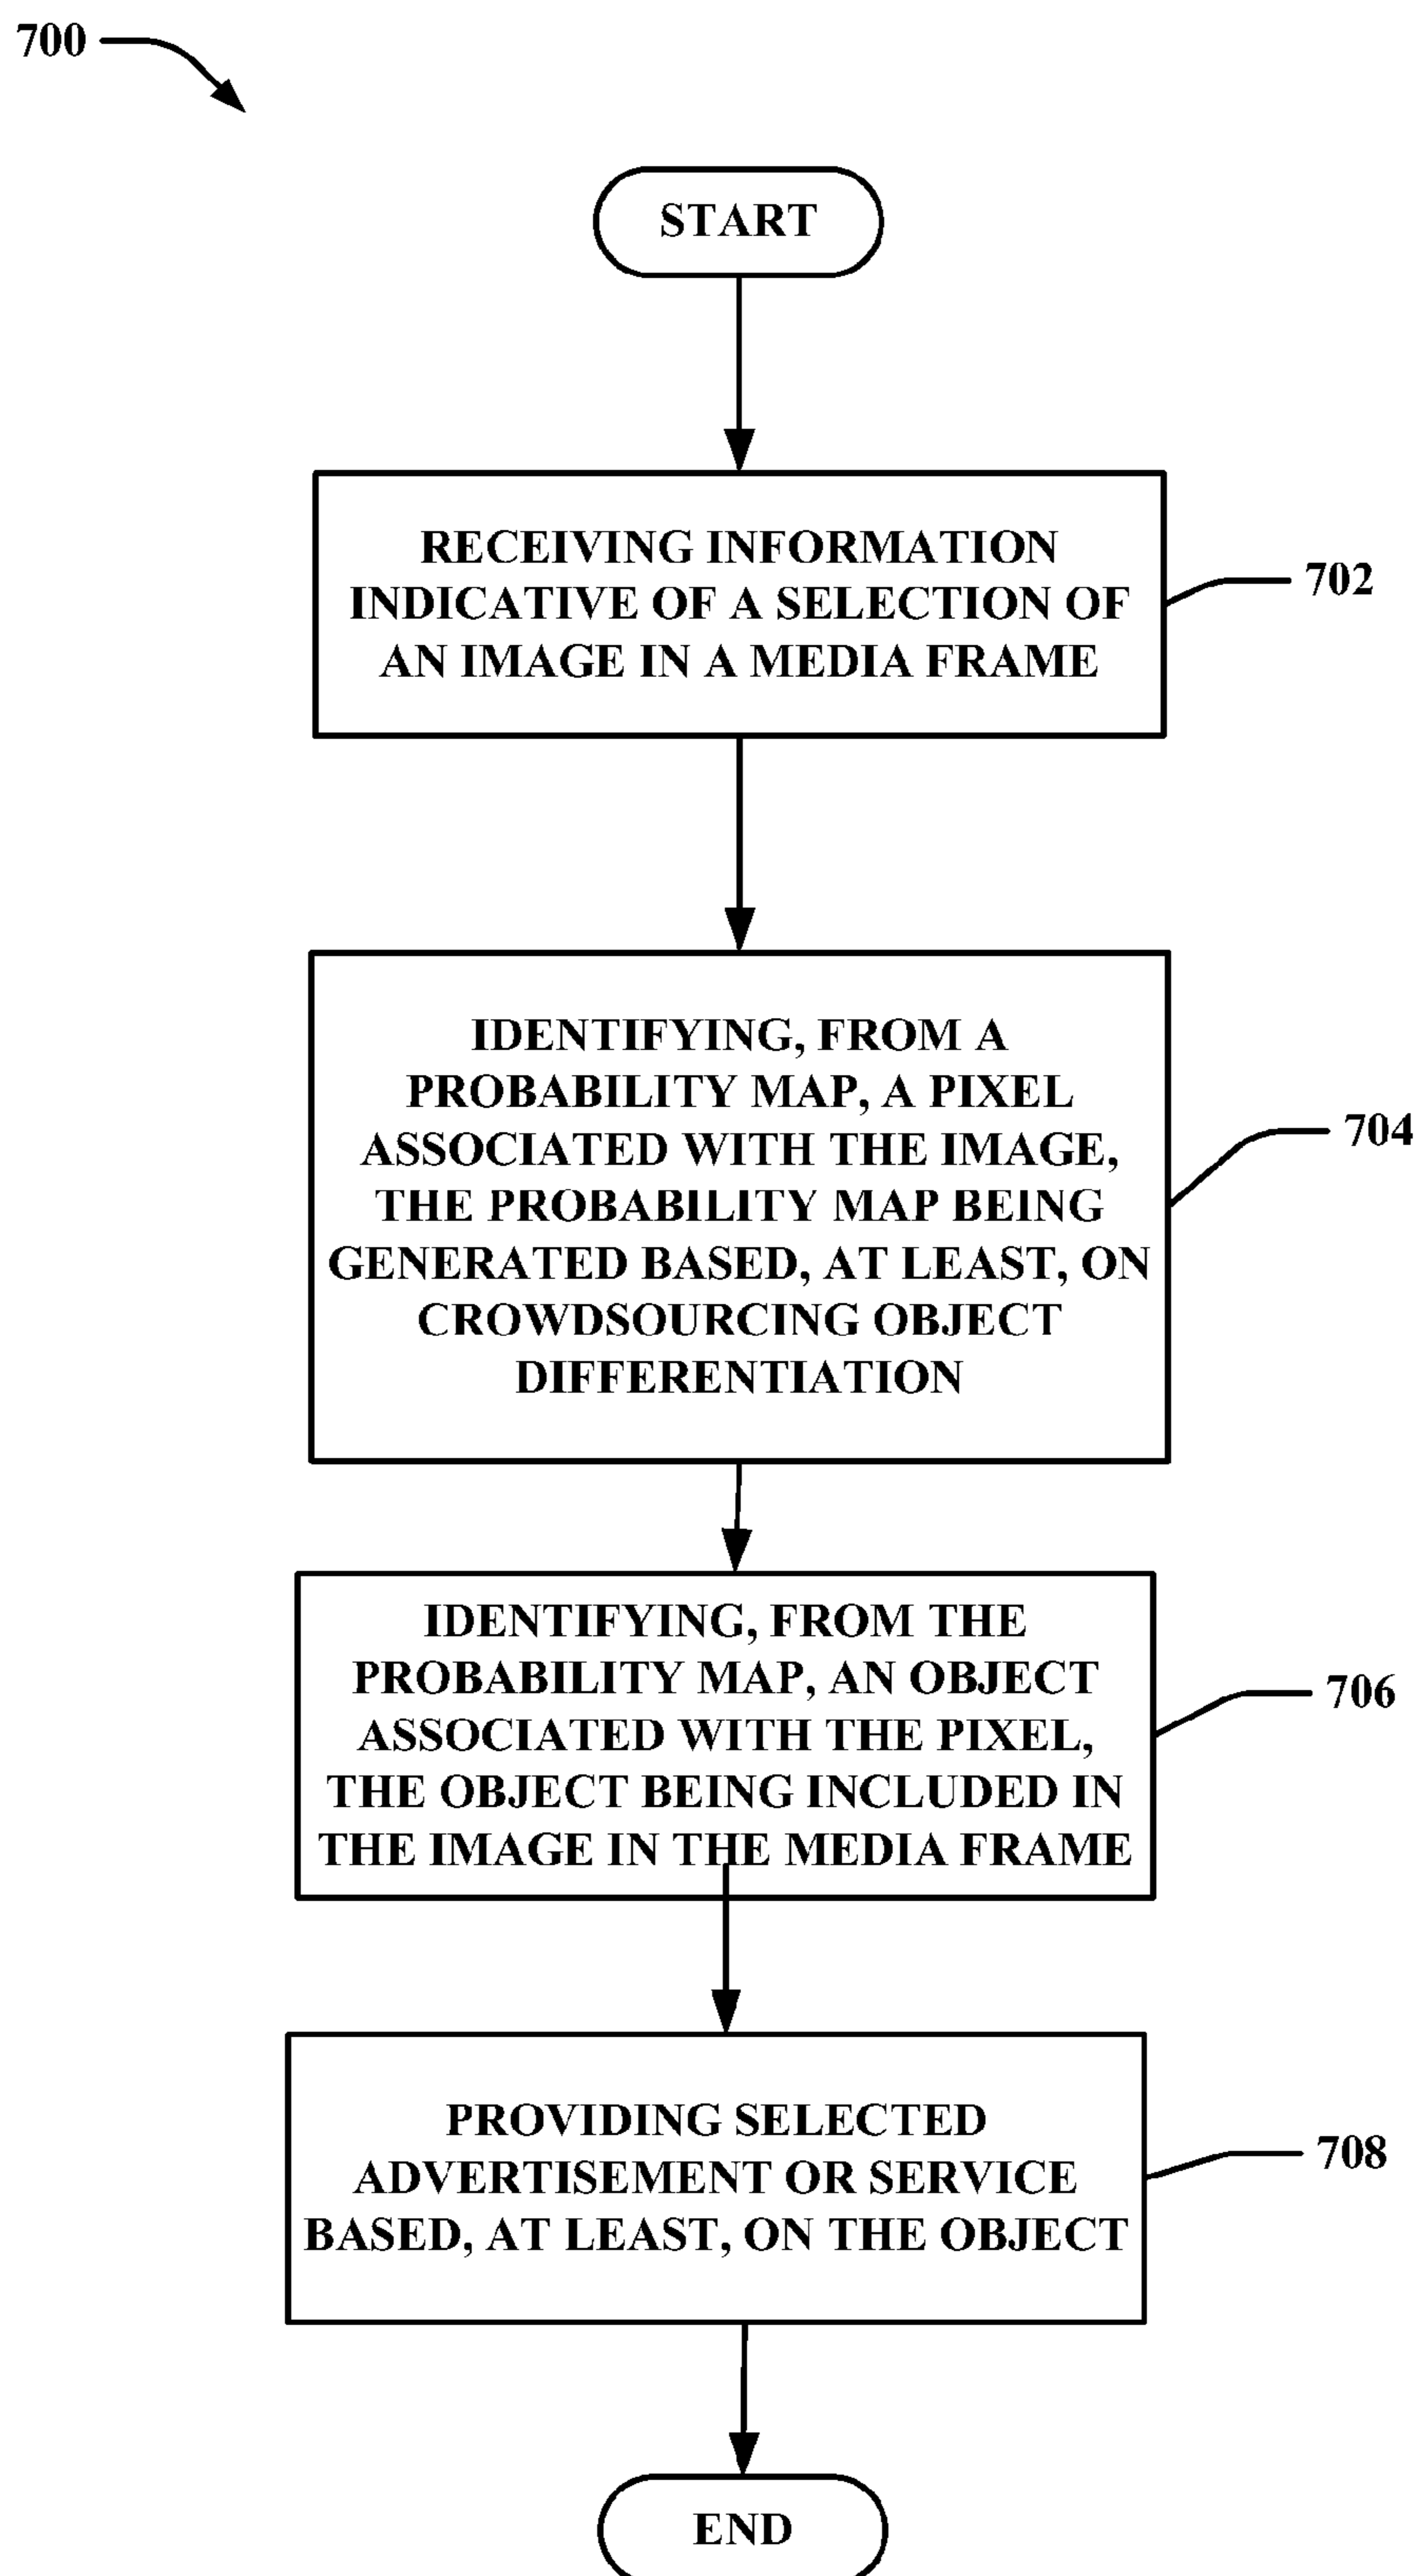 700
START
RECEIVING INFORMATION
INDICATIVE OF A SELECTION OF
AN IMAGE IN A MEDIA FRAME
702
IDENTIFYING, FROM A
PROBABILITY MAP, A PIXEL
ASSOCIATED WITH THE IMAGE,
THE PROBABILITY MAP BEING
GENERATED BASED, AT LEAST, ON
CROWDSOURCING OBJECT
DIFFERENTIATION
704
IDENTIFYING, FROM THE
PROBABILITY MAP, AN OBJECT
ASSOCIATED WITH THE PIXEL,
THE OBJECT BEING INCLUDED IN
THE IMAGE IN THE MEDIA FRAME
706
PROVIDING SELECTED
ADVERTISEMENT OR SERVICE
BASED, AT LEAST, ON THE OBJECT
708
END